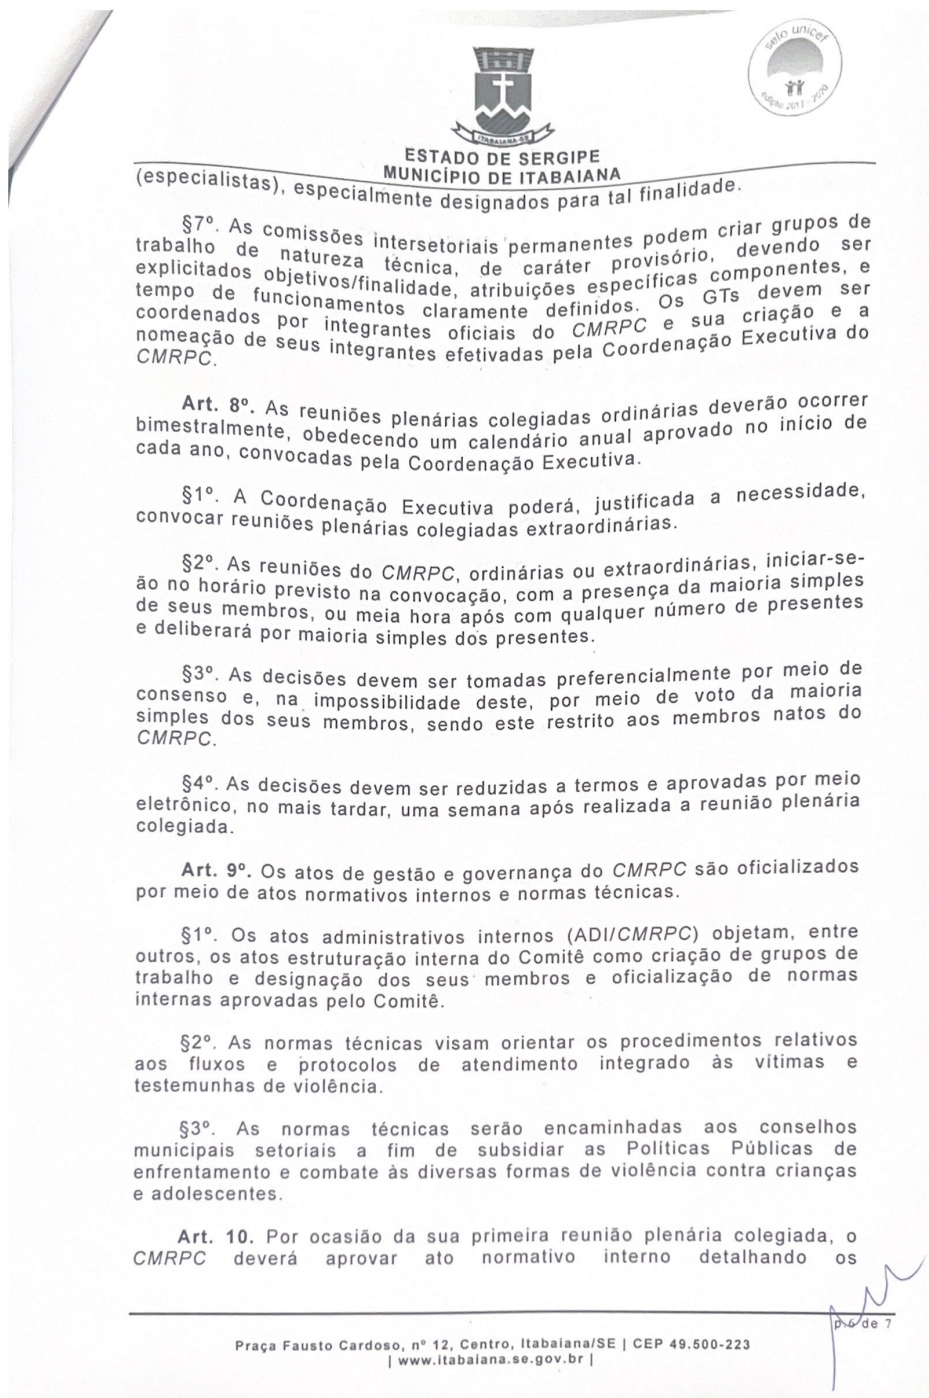 selo unicef
edição 2017 - 2020
ITABAIANA-SE
ESTADO DE SERGIPE
MUNICÍPIO DE ITABAIANA
(especialistas), especialmente designados para tal finalidade.
§7º. As comissões intersetoriais permanentes podem criar grupos de
trabalho de natureza técnica, de caráter provisório, devendo ser
explicitados objetivos/finalidade, atribuições específicas componentes, e
tempo de funcionamentos claramente definidos. Os GTs devem ser
coordenados por integrantes oficiais do CMRPC e sua criação e a
nomeação de seus integrantes efetivadas pela Coordenação Executiva do
CMRPC.
Art. 8º. As reuniões plenárias colegiadas ordinárias deverão ocorrer
bimestralmente, obedecendo um calendário anual aprovado no início de
cada ano, convocadas pela Coordenação Executiva.
§1º. A Coordenação Executiva poderá, justificada a necessidade,
convocar reuniões plenárias colegiadas extraordinárias.
§2º. As reuniões do CMRPC, ordinárias ou extraordinárias, iniciar-se-
ão no horário previsto na convocação, com a presença da maioria simples
de seus membros, ou meia hora após com qualquer número de presentes
e deliberará por maioria simples dos presentes.
§3º. As decisões devem ser tomadas preferencialmente por meio de
consenso e, na impossibilidade deste, por meio de voto da maioria
simples dos seus membros, sendo este restrito aos membros natos do
CMRPC.
§4º. As decisões devem ser reduzidas a termos e aprovadas por meio
eletrônico, no mais tardar, uma semana após realizada a reunião plenária
colegiada.
Art. 9º. Os atos de gestão e governança do CMRPC são oficializados
por meio de atos normativos internos e normas técnicas.
§1º. Os atos administrativos internos (ADI/CMRPC) objetam, entre
outros, os atos estruturação interna do Comitê como criação de grupos de
trabalho e designação dos seus membros e oficialização de normas
internas aprovadas pelo Comitê.
§2º. As normas técnicas visam orientar os procedimentos relativos
aos fluxos e protocolos de atendimento integrado às vítimas e
testemunhas de violência.
§3º. As normas técnicas serão encaminhadas aos conselhos
municipais setoriais a fim de subsidiar as Políticas Públicas de
enfrentamento e combate às diversas formas de violência contra crianças
e adolescentes.
Art. 10. Por ocasião da sua primeira reunião plenária colegiada, o
CMRPC deverá aprovar ato normativo interno detalhando os
de 7
Praça Fausto Cardoso, nº 12, Centro, Itabaiana/SE | CEP 49.500-223
| www.itabaiana.se.gov.br |